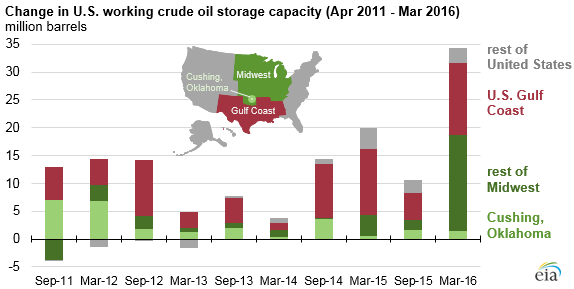 Change in U.S. working crude oil storage capacity (Apr 2011 - Mar 2016)
million barrels
35
30
25
20
15
10
5
0
-5
Cushing,
Oklahoma
Midwest
Gulf Coast
rest of
United States
U.S. Gulf
Coast
rest of
Midwest
Cushing,
Oklahoma
Sep-11 Mar-12 Sep-12 Mar-13 Sep-13 Mar-14 Sep-14 Mar-15 Sep-15 Mar-16
eia